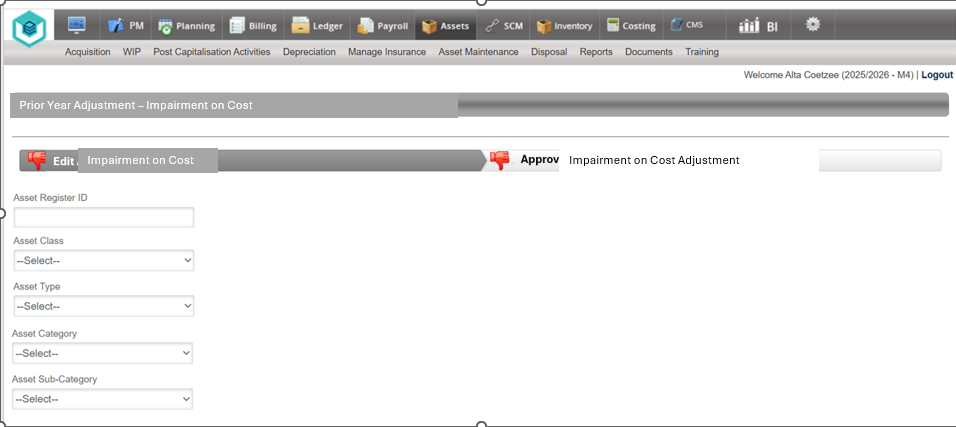 PM Planning Billing Ledger Payroll Assets SCM Inventory Costing CMS BI
Acquisition WIP Post Capitalisation Activities Depreciation Manage Insurance Asset Maintenance Disposal Reports Documents Training
Welcome Alta Coetzee (2025/2026 - M4) | Logout
Prior Year Adjustment – Impairment on Cost
Edit Impairment on Cost Approv Impairment on Cost Adjustment
Asset Register ID
Asset Class
--Select--
Asset Type
--Select--
Asset Category
--Select--
Asset Sub-Category
--Select--